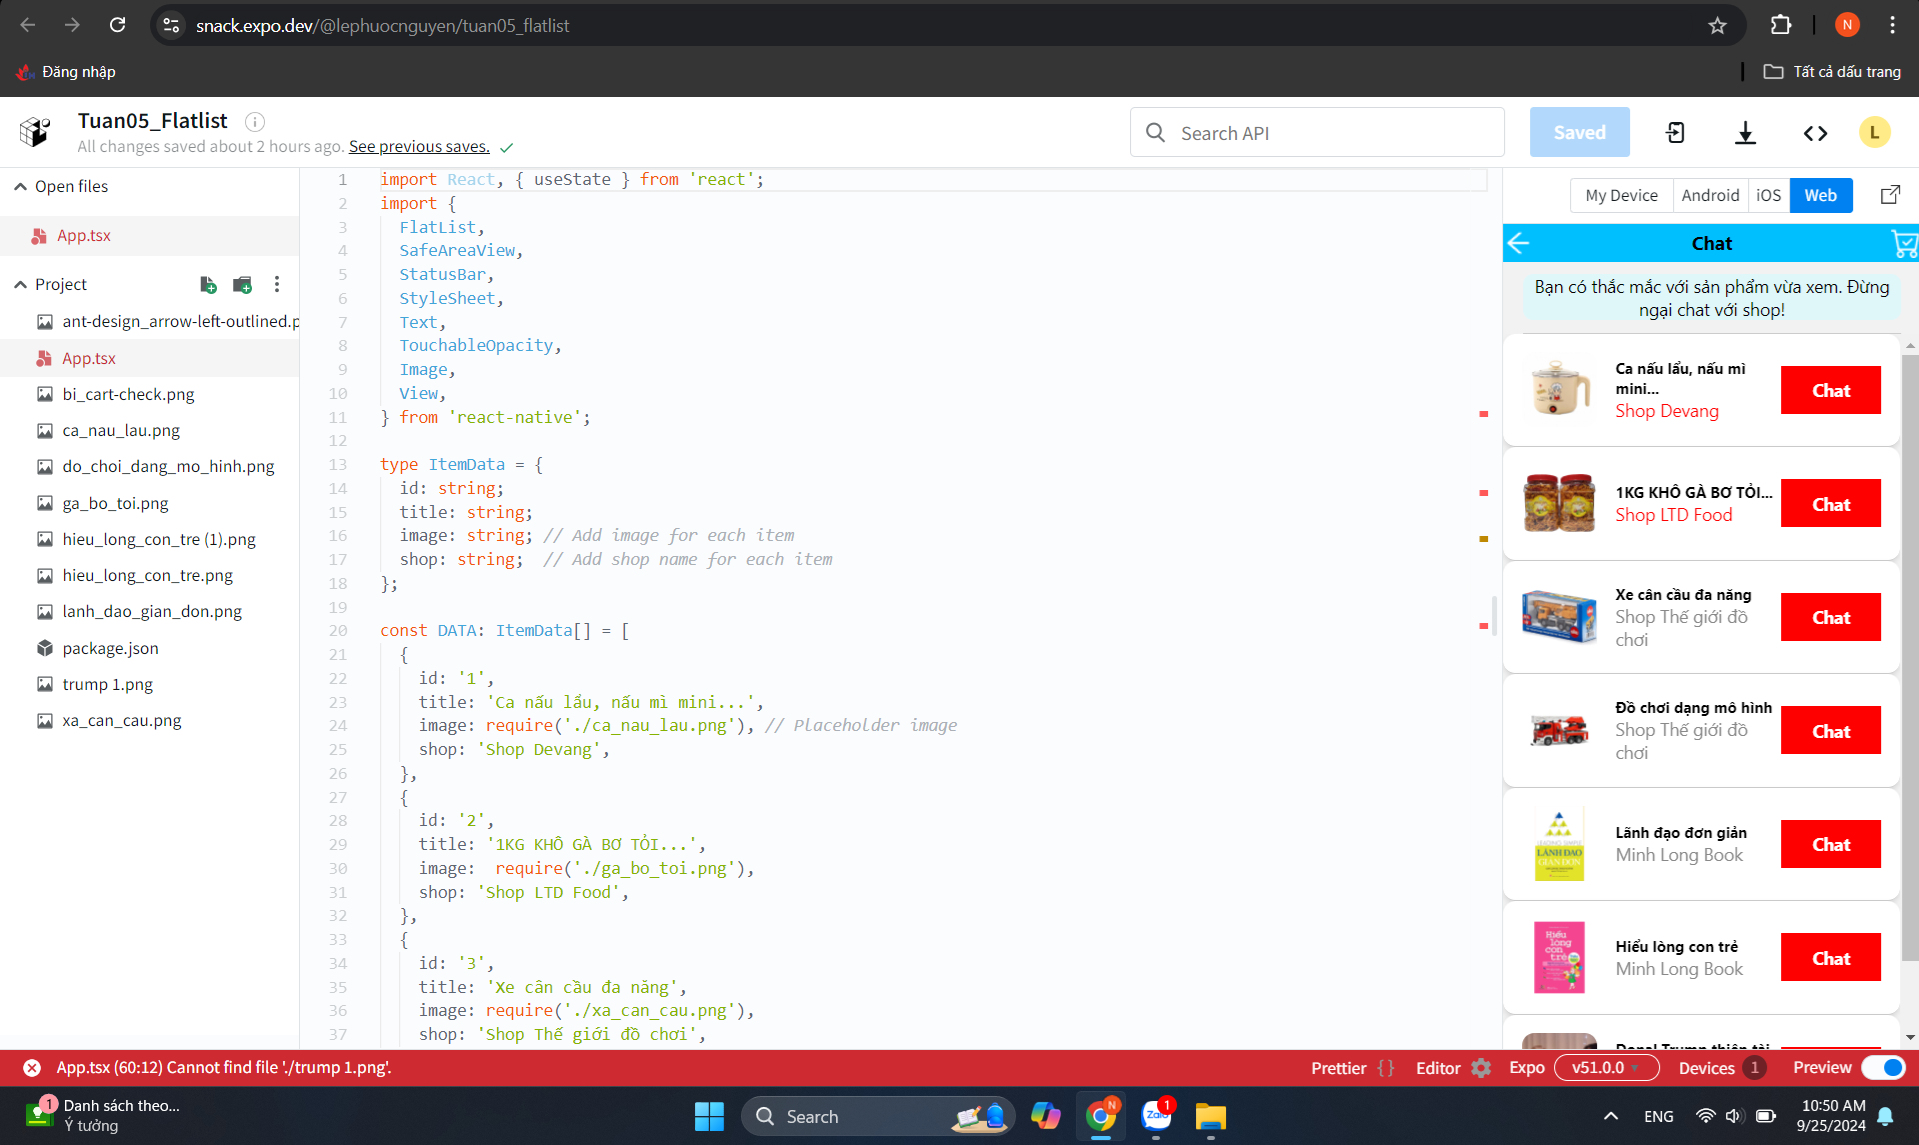 snack.expo.dev/@lephuocnguyen/tuan05_flatlist
N
Đăng nhập
Tất cả dấu trang
Tuan05_Flatlist
All changes saved about 2 hours ago. See previous saves.
Search API
Saved
L
Open files
App.tsx
Project
ant-design_arrow-left-outlined.p
App.tsx
bi_cart-check.png
ca_nau_lau.png
do_choi_dang_mo_hinh.png
ga_bo_toi.png
hieu_long_con_tre (1).png
hieu_long_con_tre.png
lanh_dao_gian_don.png
package.json
trump 1.png
xa_can_cau.png
1 import React, { useState } from 'react';
2 import {
3 FlatList,
4 SafeAreaView,
5 StatusBar,
6 StyleSheet,
7 Text,
8 TouchableOpacity,
9 Image,
10 View,
11 } from 'react-native';
12
13 type ItemData = {
14 id: string;
15 title: string;
16 image: string; // Add image for each item
17 shop: string;  // Add shop name for each item
18 };
19
20 const DATA: ItemData[] = [
21 {
22 id: '1',
23 title: 'Ca nấu lẩu, nấu mì mini...',
24 image: require('./ca_nau_lau.png'), // Placeholder image
25 shop: 'Shop Devang',
26 },
27 {
28 id: '2',
29 title: '1KG KHÔ GÀ BƠ TỎI...',
30 image:  require('./ga_bo_toi.png'),
31 shop: 'Shop LTD Food',
32 },
33 {
34 id: '3',
35 title: 'Xe cân cầu đa năng',
36 image: require('./xa_can_cau.png'),
37 shop: 'Shop Thế giới đồ chơi',
My Device Android iOS Web
Chat
Bạn có thắc mắc với sản phẩm vừa xem. Đừng
ngại chat với shop!
Ca nấu lẩu, nấu mì
mini...
Shop Devang
Chat
1KG KHÔ GÀ BƠ TỎI...
Shop LTD Food
Chat
Xe cân cầu đa năng
Shop Thế giới đồ
chơi
Chat
Đồ chơi dạng mô hình
Shop Thế giới đồ
chơi
Chat
LÃNH ĐẠO
GIẢN ĐƠN
Lãnh đạo đơn giản
Minh Long Book
Chat
Hiểu
lòng
con
trẻ
Hiểu lòng con trẻ
Minh Long Book
Chat
App.tsx (60:12) Cannot find file './trump 1.png'.
Prettier { } Editor Expo v51.0.0 Devices 1 Preview
1
Danh sách theo...
Ý tưởng
Search
N
Zalo
1
ENG
10:50 AM
9/25/2024